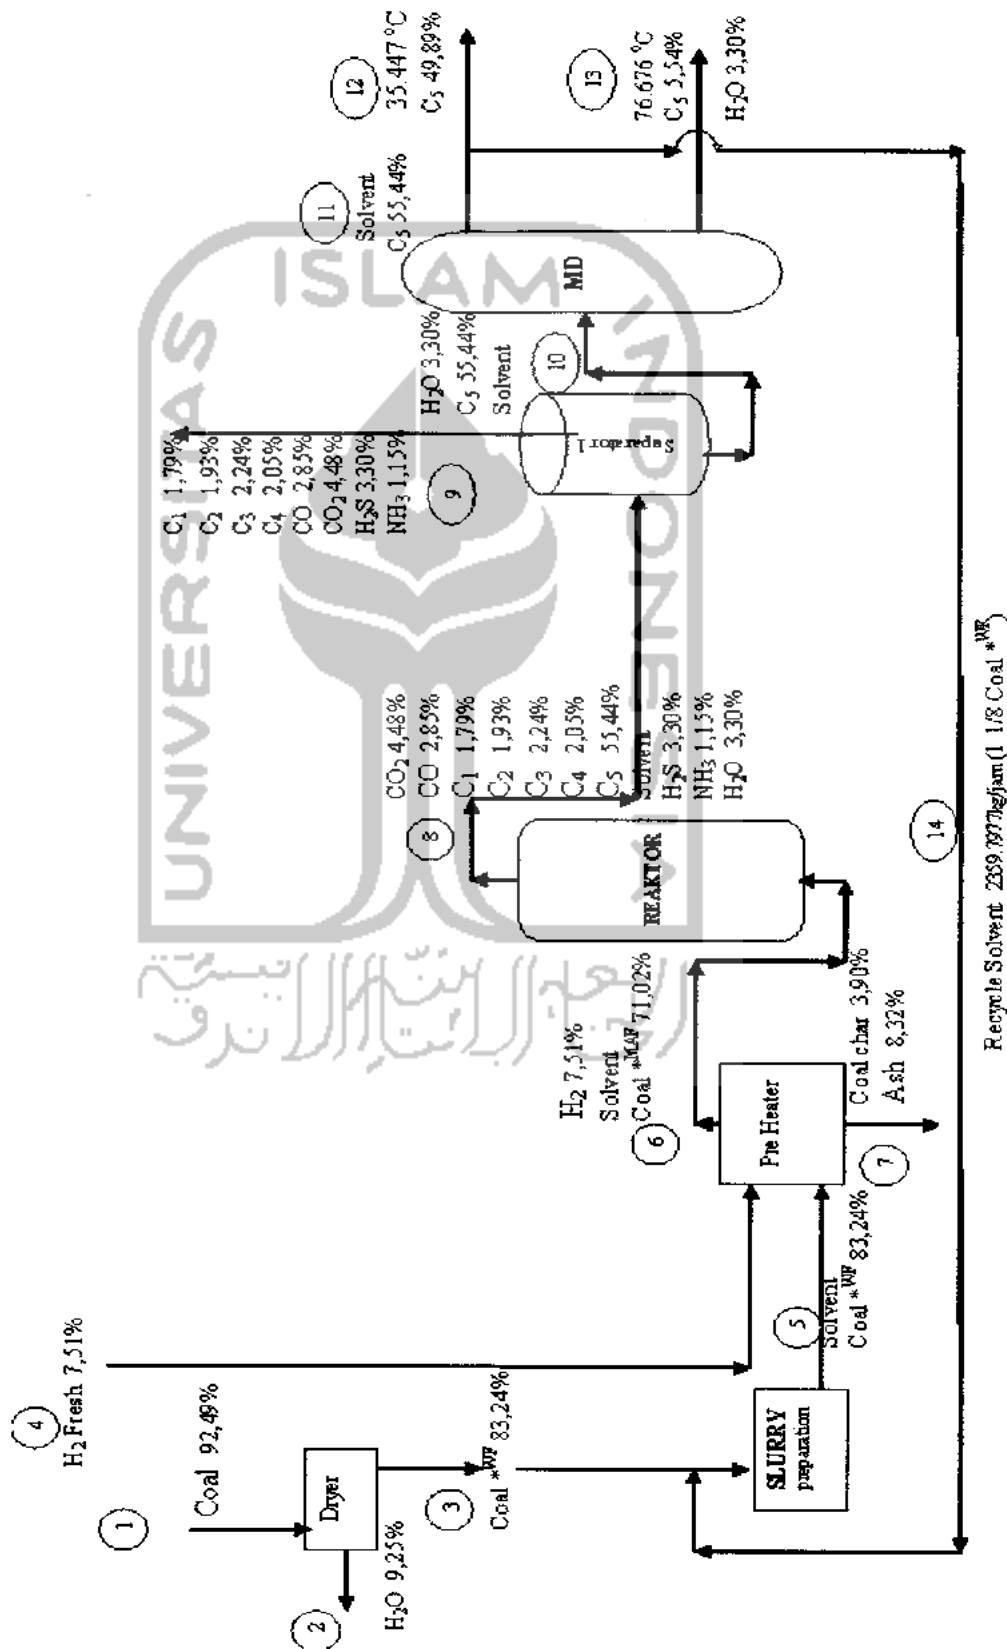 1
Coal 92,49%
Dryer
2
H2O 9,25%
3
Coal *WF 83,24%
4
H2 Fresh 7,51%
SLURRY
preparation
5
Solvent
Coal *WF 83,24%
Pre Heater
6
H2 7,51%
Solvent
Coal *MAF 71,02%
7
Coal char 3,90%
Ash 8,32%
REAKTOR
8
CO2 4,48%
CO 2,85%
C1 1,79%
C2 1,93%
C3 2,24%
C4 2,05%
C5 55,44%
Solvent
H2S 3,30%
NH3 1,15%
H2O 3,30%
Separator 1
9
C1 1,79%
C2 1,93%
C3 2,24%
C4 2,05%
CO 2,85%
CO2 4,48%
H2S 3,30%
NH3 1,15%
10
H2O 3,30%
C5 55,44%
Solvent
MD
11
Solvent
C5 55,44%
12
35.447 °C
C5 49,89%
13
76.676 °C
C5 5,54%
H2O 3,30%
14
Recycle Solvent 2359.7977kg/jam(1 1/8 Coal *WF)
UNIVERSITAS
ISLAM
INDONESIA